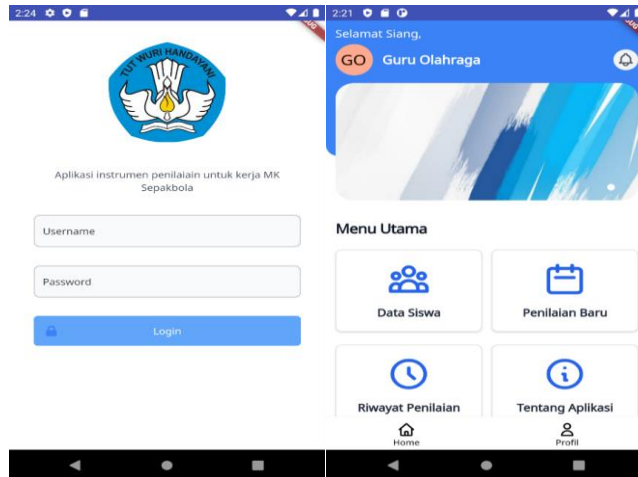 2:24
TUT WURI HANDAYANI
Aplikasi instrumen penilaiain untuk kerja MK
Sepakbola
Username
Password
Login
2:21
Selamat Siang,
GO Guru Olahraga
Menu Utama
Data Siswa
Penilaian Baru
Riwayat Penilaian
Tentang Aplikasi
Home
Profil